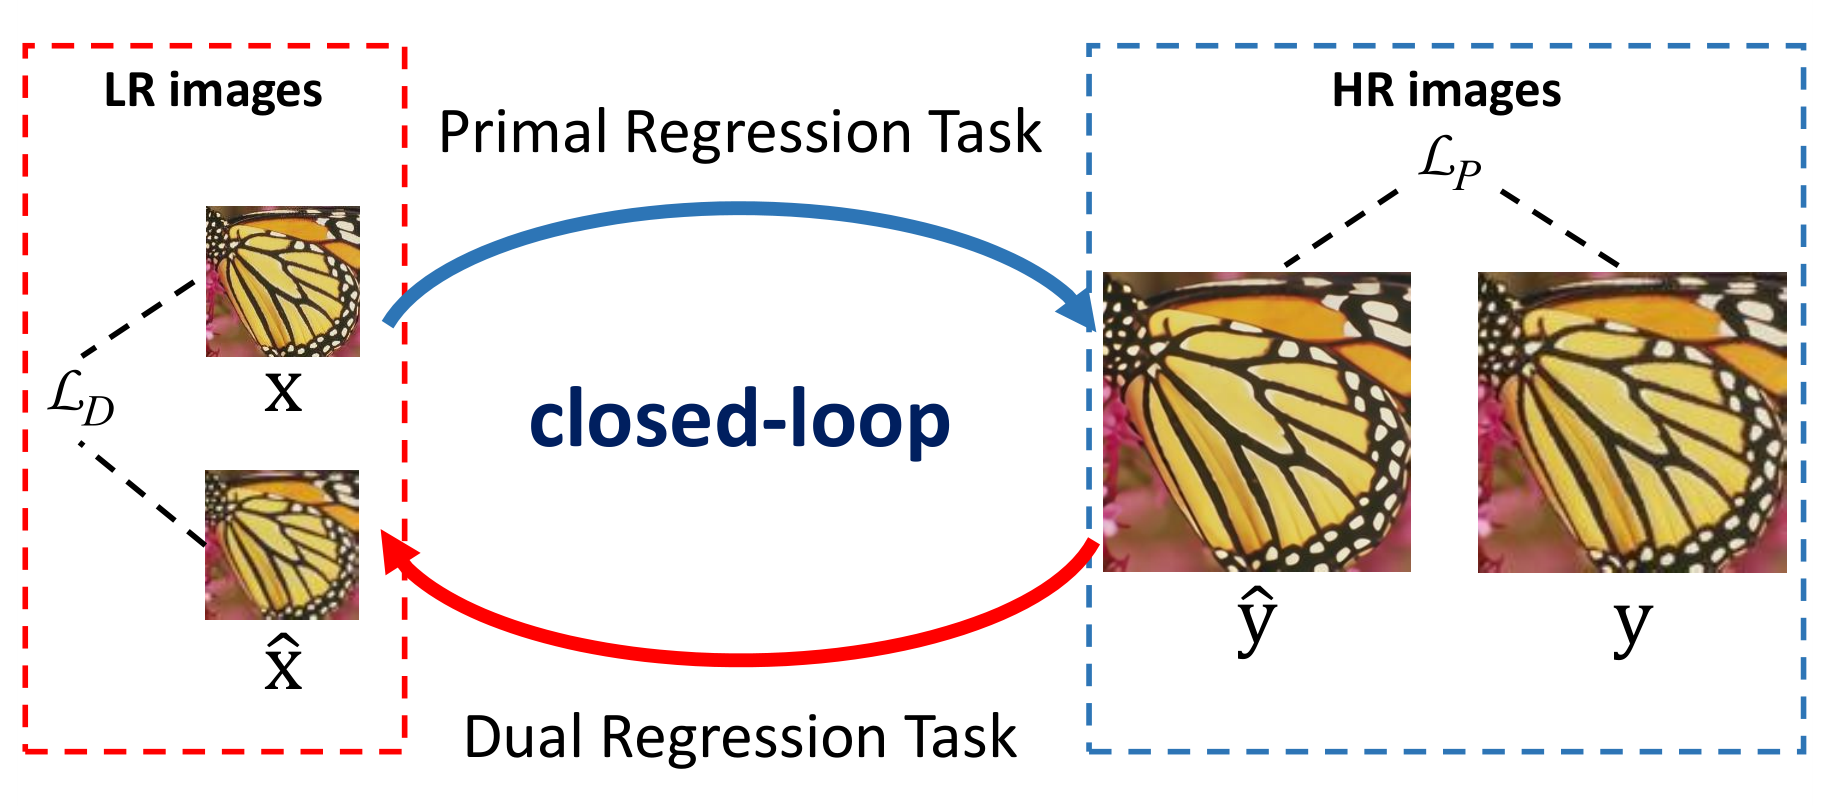 LR images
Primal Regression Task
HR images
ℒ_P
x
ℒ_D
closed-loop
x̂
ŷ
y
Dual Regression Task